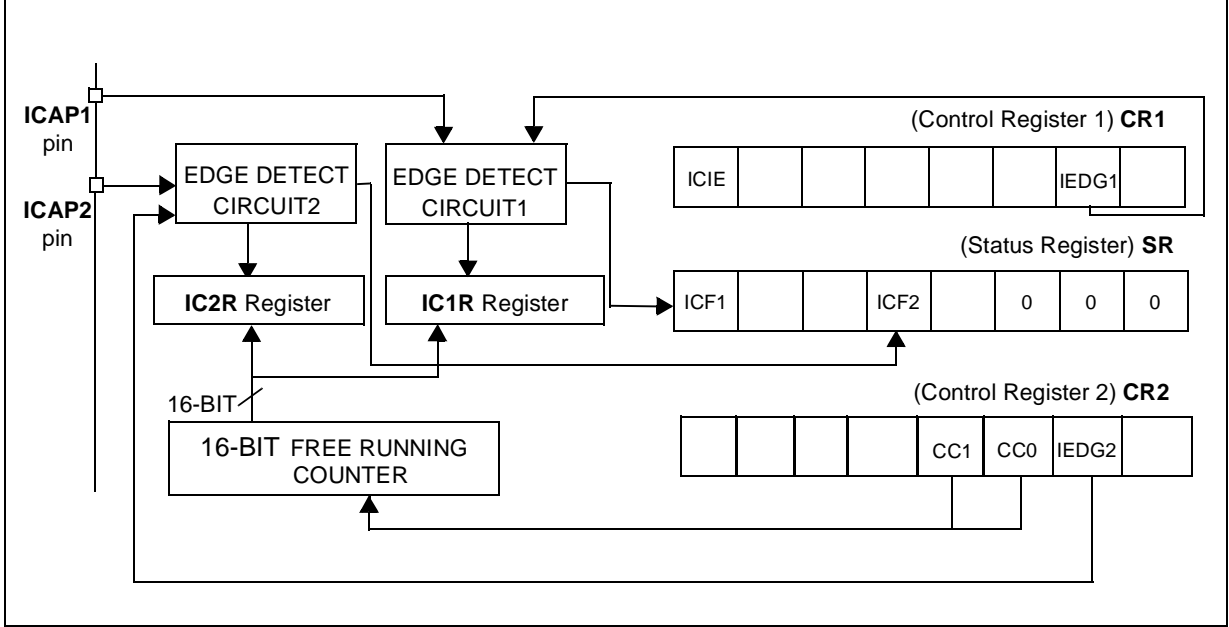 ICAP1
pin
ICAP2
pin
EDGE DETECT
CIRCUIT2
EDGE DETECT
CIRCUIT1
IC2R Register
IC1R Register
16-BIT
16-BIT FREE RUNNING
COUNTER
(Control Register 1) CR1
ICIE IEDG1
(Status Register) SR
ICF1 ICF2 0 0 0
(Control Register 2) CR2
CC1 CC0 IEDG2